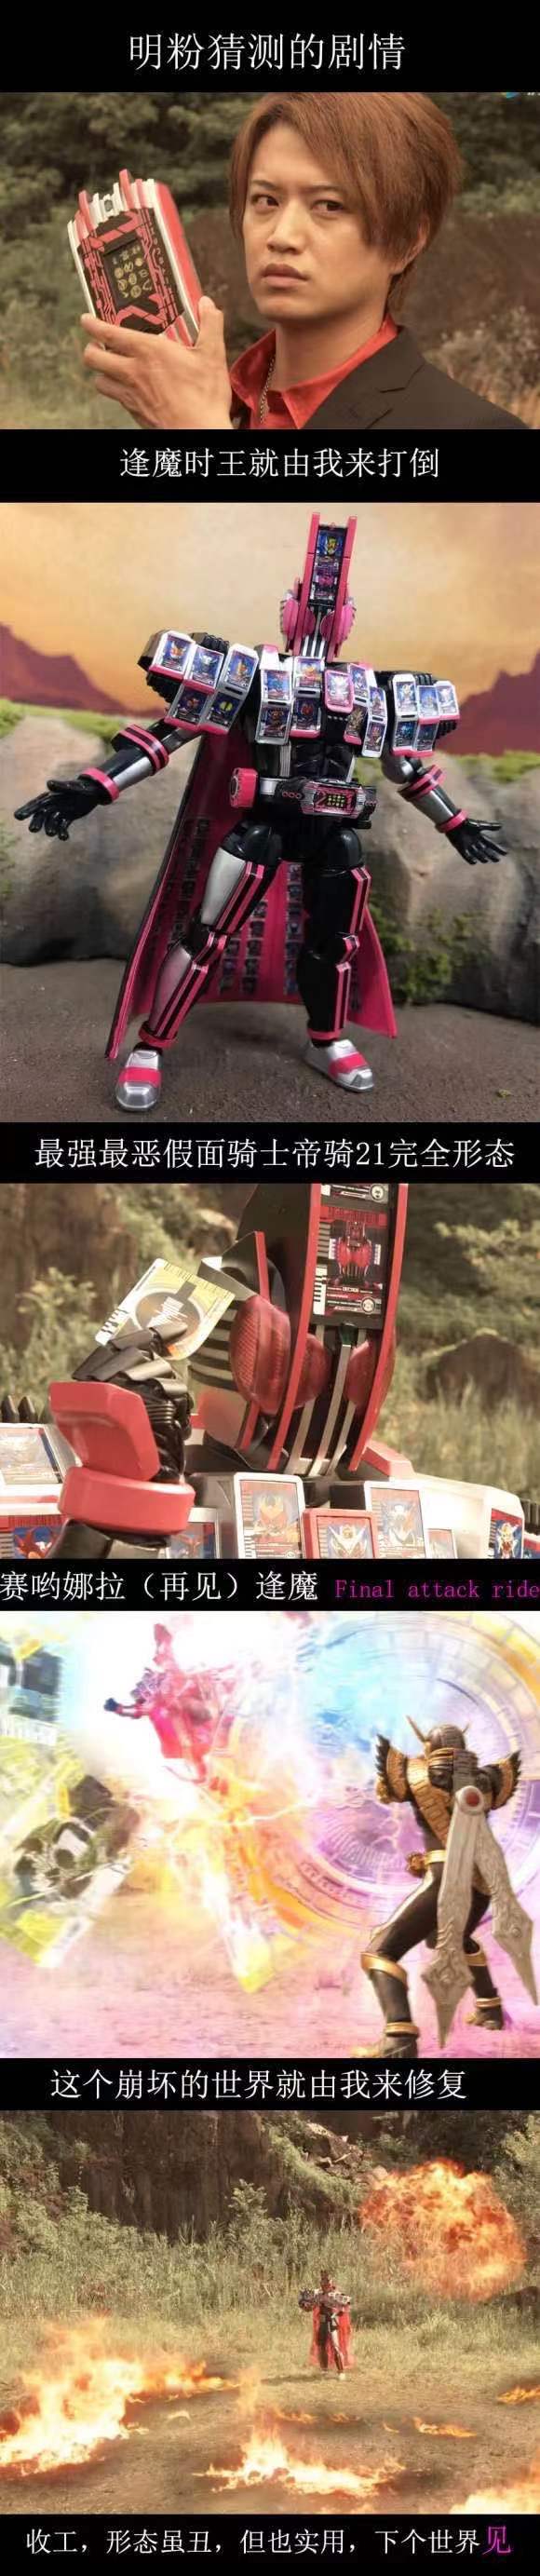 明粉猜测的剧情
逢魔时王就由我来打倒
最强最恶假面骑士帝骑21完全形态
赛哟娜拉（再见）逢魔 Final attack ride
这个崩坏的世界就由我来修复
收工，形态虽丑，但也实用，下个世界见